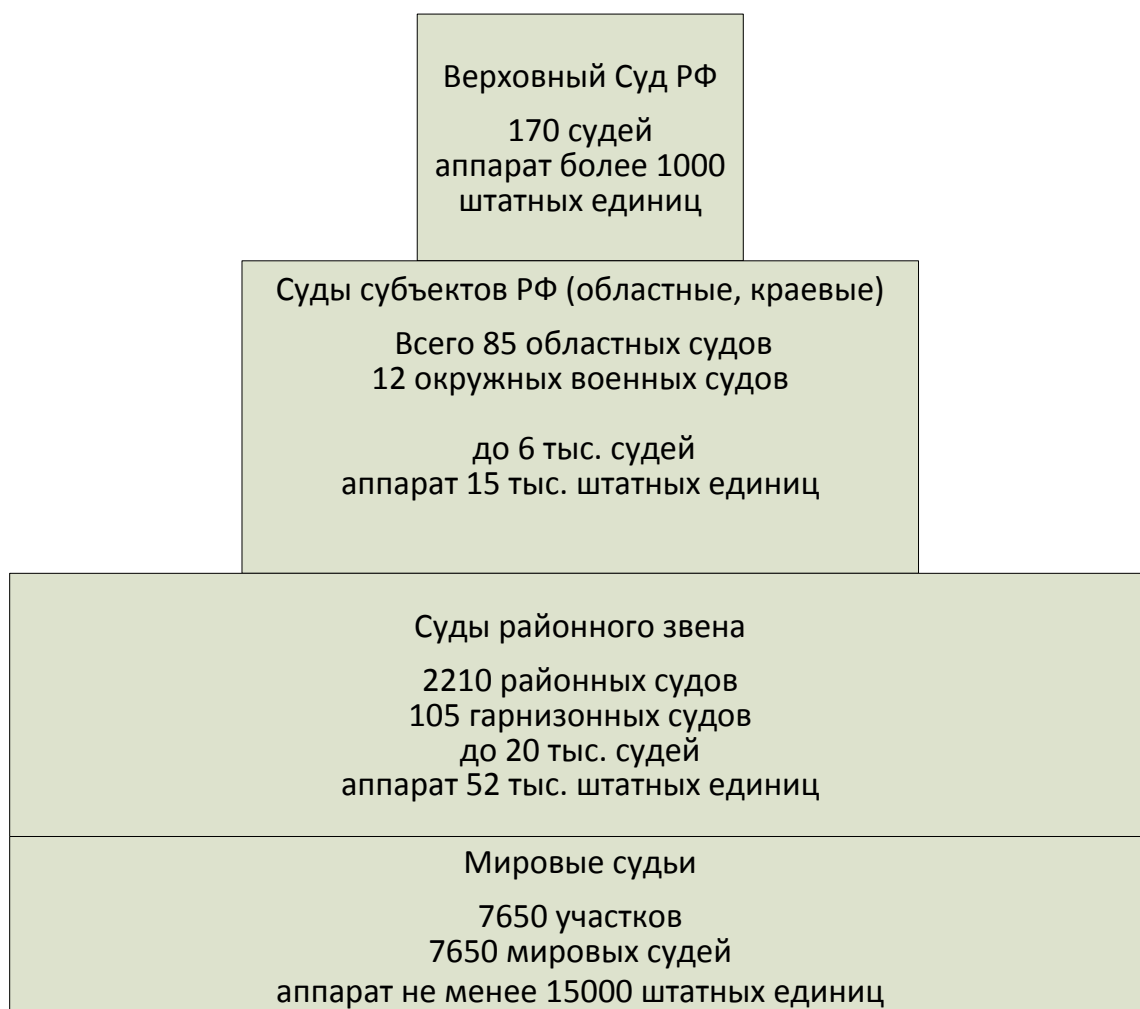 Верховный Суд РФ
170 судей
аппарат более 1000
штатных единиц
Суды субъектов РФ (областные, краевые)
Всего 85 областных судов
12 окружных военных судов
до 6 тыс. судей
аппарат 15 тыс. штатных единиц
Суды районного звена
2210 районных судов
105 гарнизонных судов
до 20 тыс. судей
аппарат 52 тыс. штатных единиц
Мировые судьи
7650 участков
7650 мировых судей
аппарат не менее 15000 штатных единиц